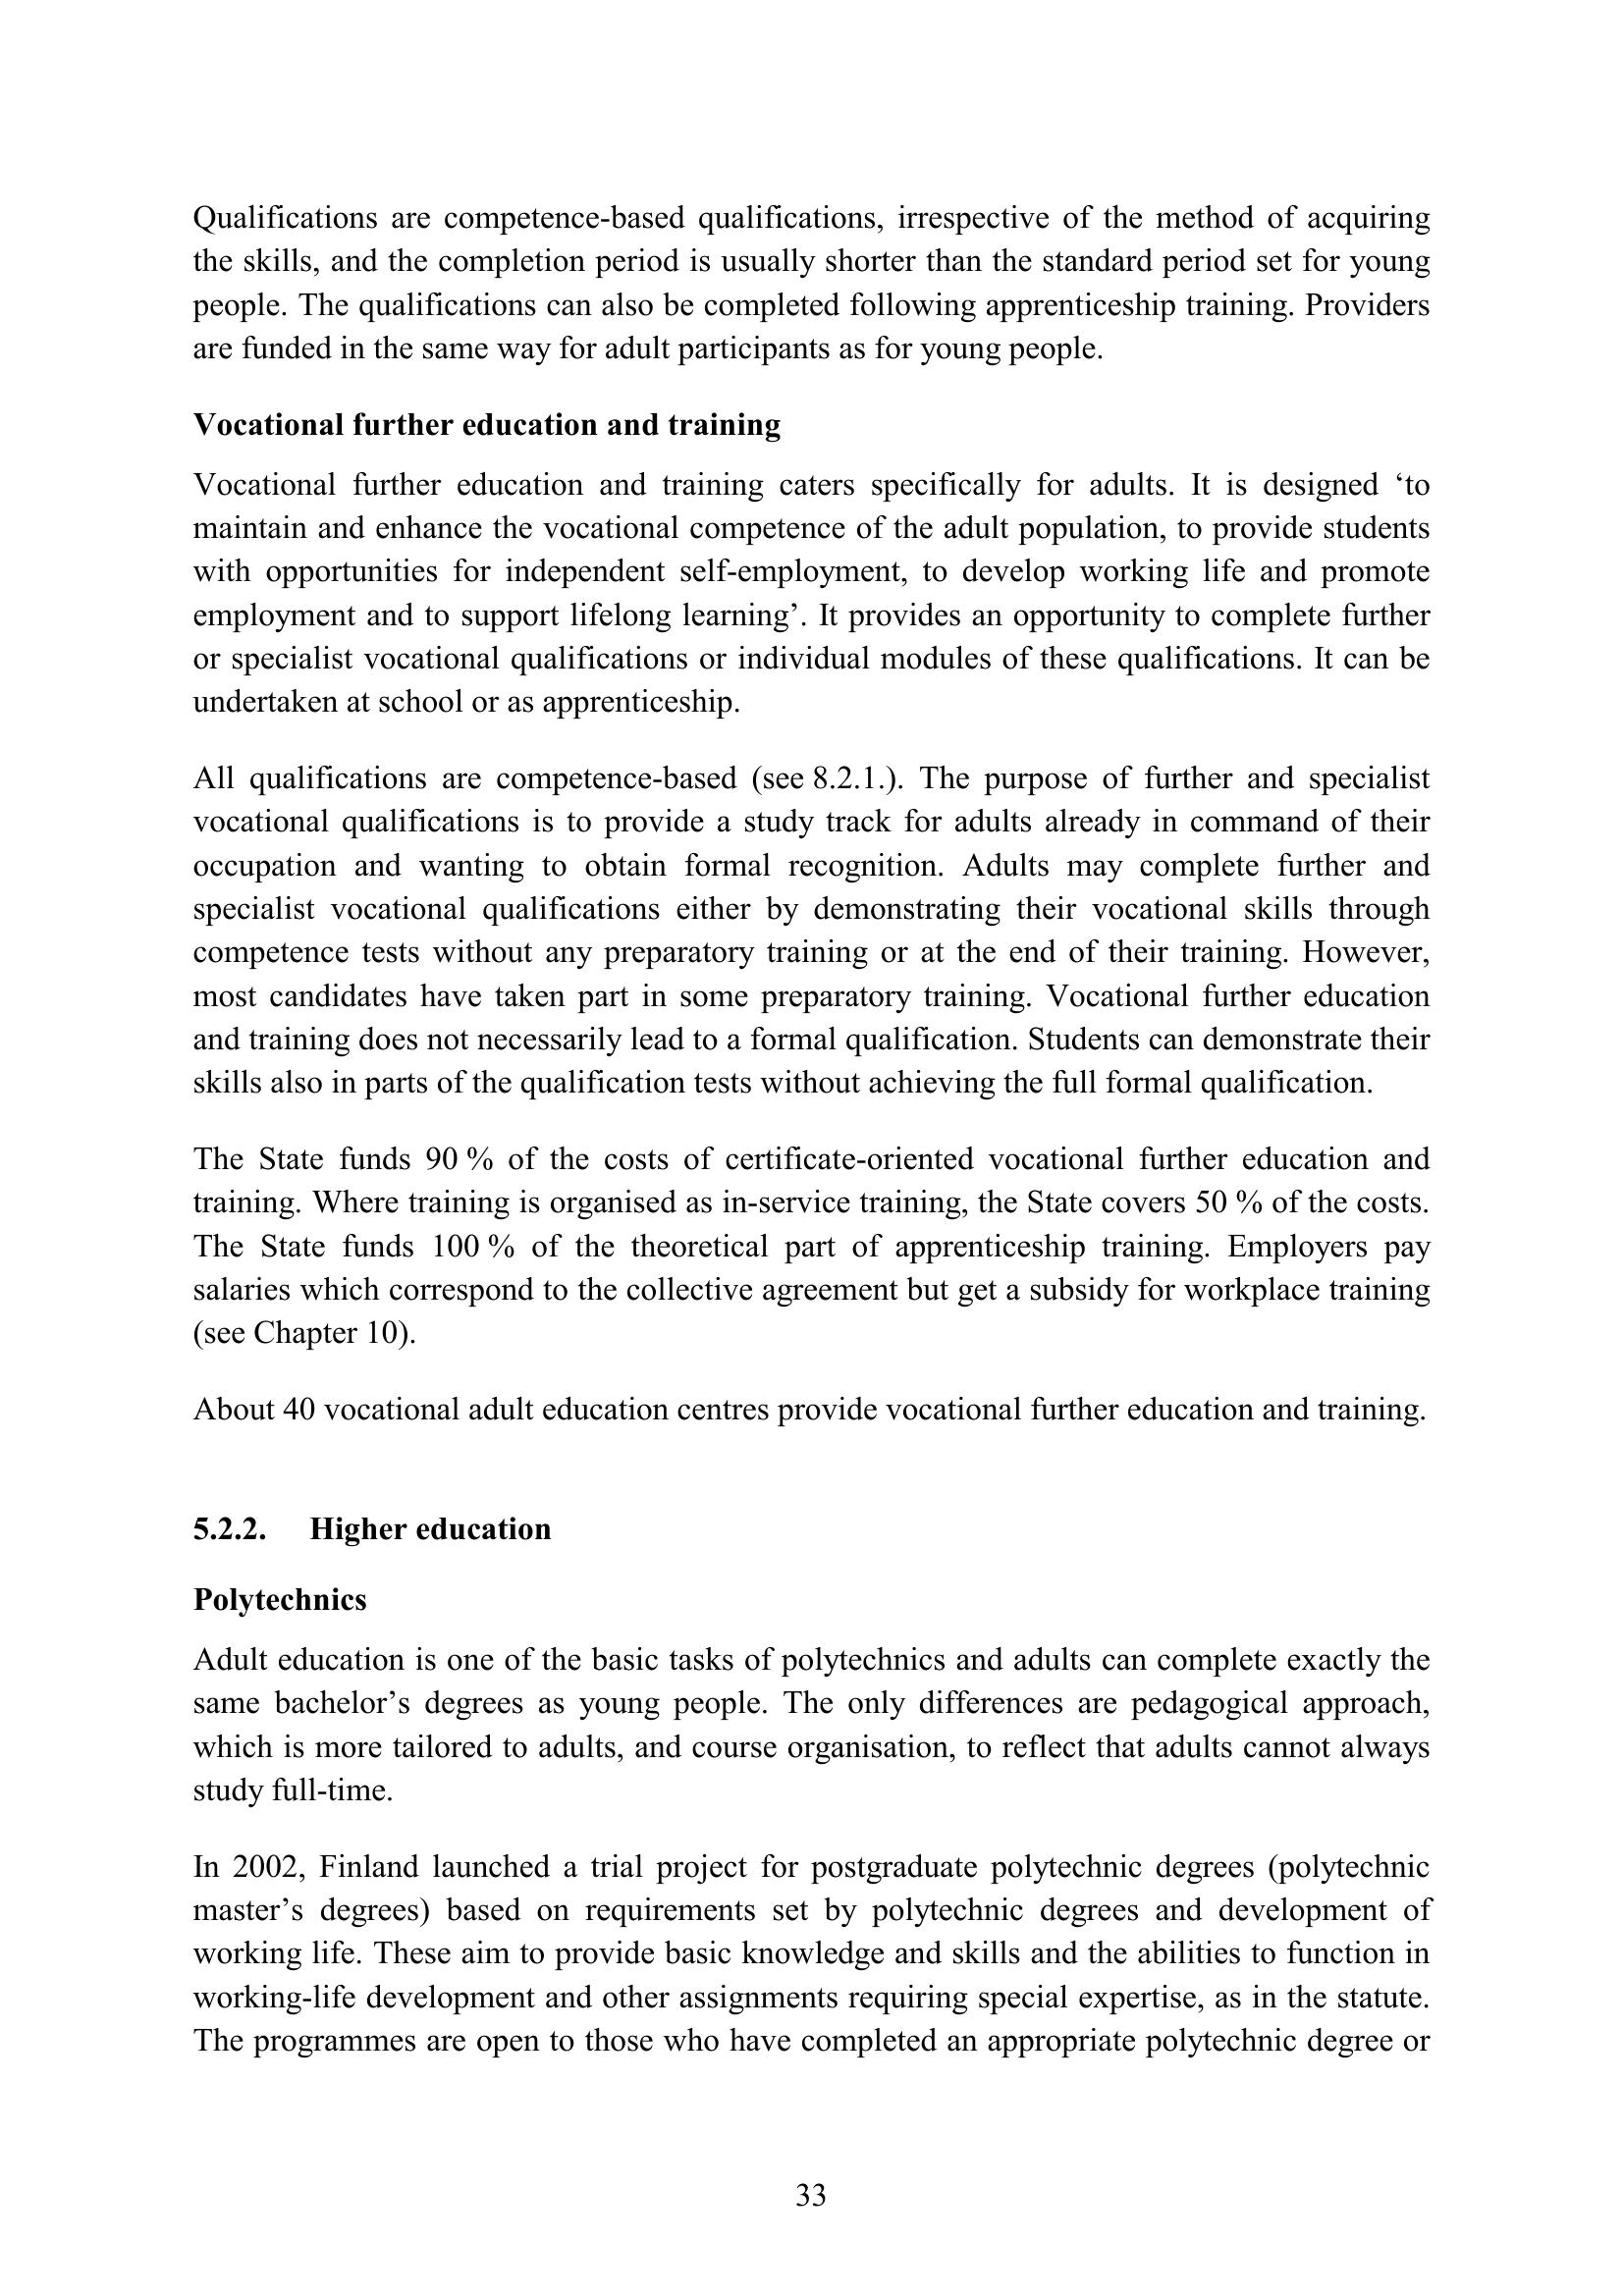 Qualifications are competence-based qualifications, irrespective of the method of acquiring
the skills, and the completion period is usually shorter than the standard period set for young
people. The qualifications can also be completed following apprenticeship training. Providers
are funded in the same way for adult participants as for young people.
Vocational further education and training
Vocational further education and training caters specifically for adults. It is designed ‘to
maintain and enhance the vocational competence of the adult population, to provide students
with opportunities for independent self-employment, to develop working life and promote
employment and to support lifelong learning’. It provides an opportunity to complete further
or specialist vocational qualifications or individual modules of these qualifications. It can be
undertaken at school or as apprenticeship.
All qualifications are competence-based (see 8.2.1.). The purpose of further and specialist
vocational qualifications is to provide a study track for adults already in command of their
occupation and wanting to obtain formal recognition. Adults may complete further and
specialist vocational qualifications either by demonstrating their vocational skills through
competence tests without any preparatory training or at the end of their training. However,
most candidates have taken part in some preparatory training. Vocational further education
and training does not necessarily lead to a formal qualification. Students can demonstrate their
skills also in parts of the qualification tests without achieving the full formal qualification.
The State funds 90 % of the costs of certificate-oriented vocational further education and
training. Where training is organised as in-service training, the State covers 50 % of the costs.
The State funds 100 % of the theoretical part of apprenticeship training. Employers pay
salaries which correspond to the collective agreement but get a subsidy for workplace training
(see Chapter 10).
About 40 vocational adult education centres provide vocational further education and training.
5.2.2. Higher education
Polytechnics
Adult education is one of the basic tasks of polytechnics and adults can complete exactly the
same bachelor’s degrees as young people. The only differences are pedagogical approach,
which is more tailored to adults, and course organisation, to reflect that adults cannot always
study full-time.
In 2002, Finland launched a trial project for postgraduate polytechnic degrees (polytechnic
master’s degrees) based on requirements set by polytechnic degrees and development of
working life. These aim to provide basic knowledge and skills and the abilities to function in
working-life development and other assignments requiring special expertise, as in the statute.
The programmes are open to those who have completed an appropriate polytechnic degree or
33